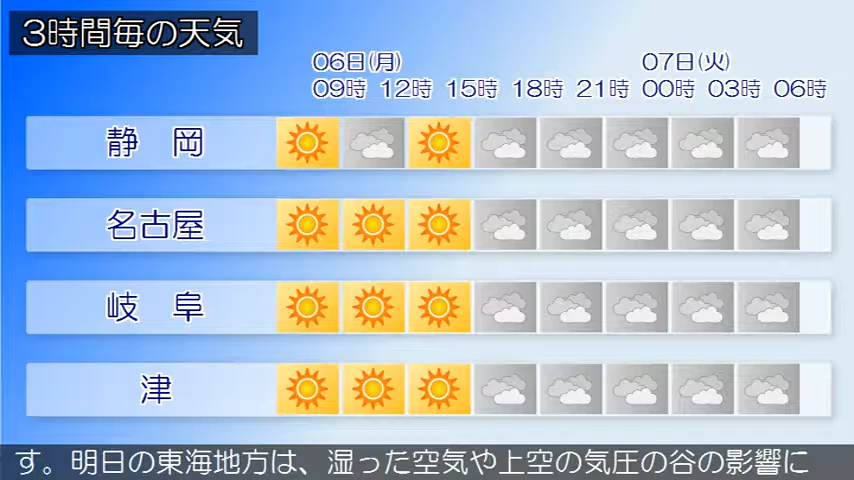 3時間毎の天気
06日(月) 07日(火)
09時 12時 15時 18時 21時 00時 03時 06時
静　岡
名古屋
岐　阜
津
す。明日の東海地方は、湿った空気や上空の気圧の谷の影響に